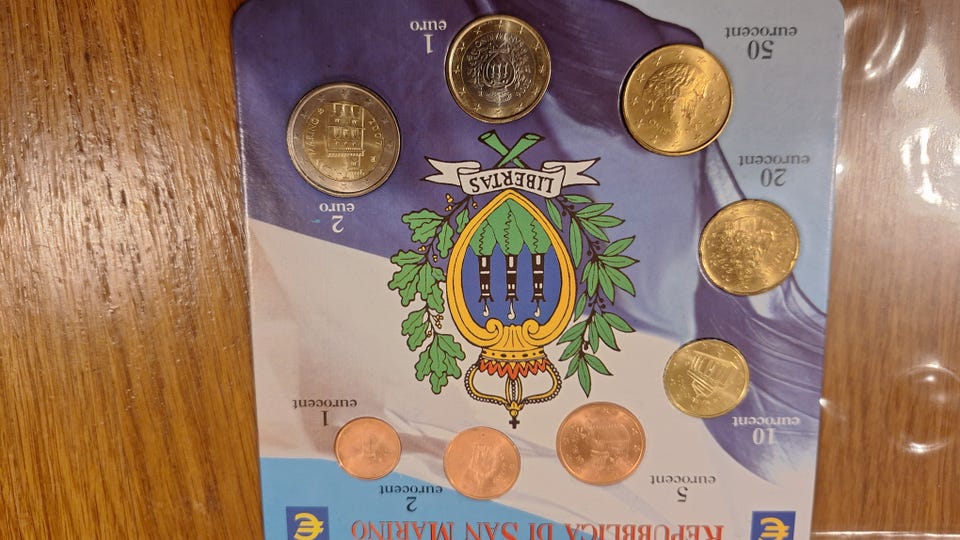 € REPUBBLICA DI SAN MARINO €
2
eurocent
5
eurocent
10
eurocent
1
eurocent
2
euro
LIBERTAS
20
eurocent
50
eurocent
1
euro